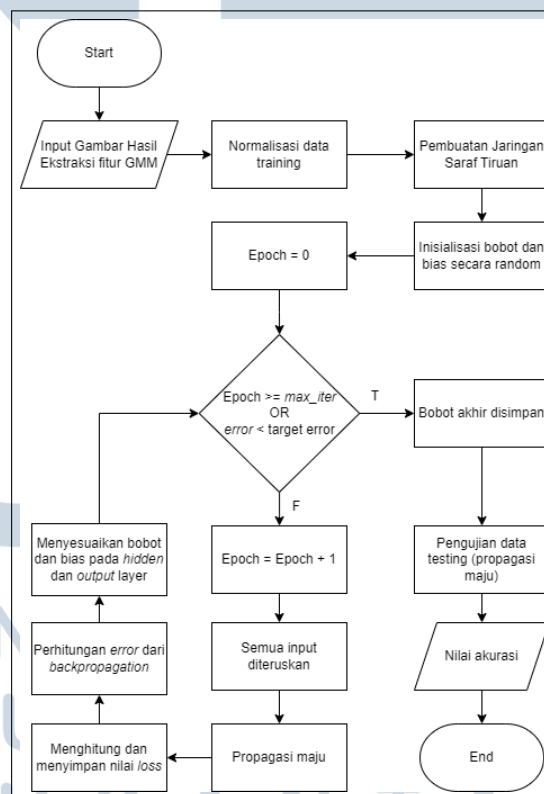 Start
Input Gambar Hasil
Ekstraksi fitur GMM
Normalisasi data
training
Pembuatan Jaringan
Saraf Tiruan
Inisialisasi bobot dan
bias secara random
Epoch = 0
Epoch >= max_iter
OR
error < target error
T
F
Bobot akhir disimpan
Pengujian data
testing (propagasi
maju)
Nilai akurasi
End
Epoch = Epoch + 1
Semua input
diteruskan
Propagasi maju
Menghitung dan
menyimpan nilai loss
Perhitungan error dari
backpropagation
Menyesuaikan bobot
dan bias pada hidden
dan output layer